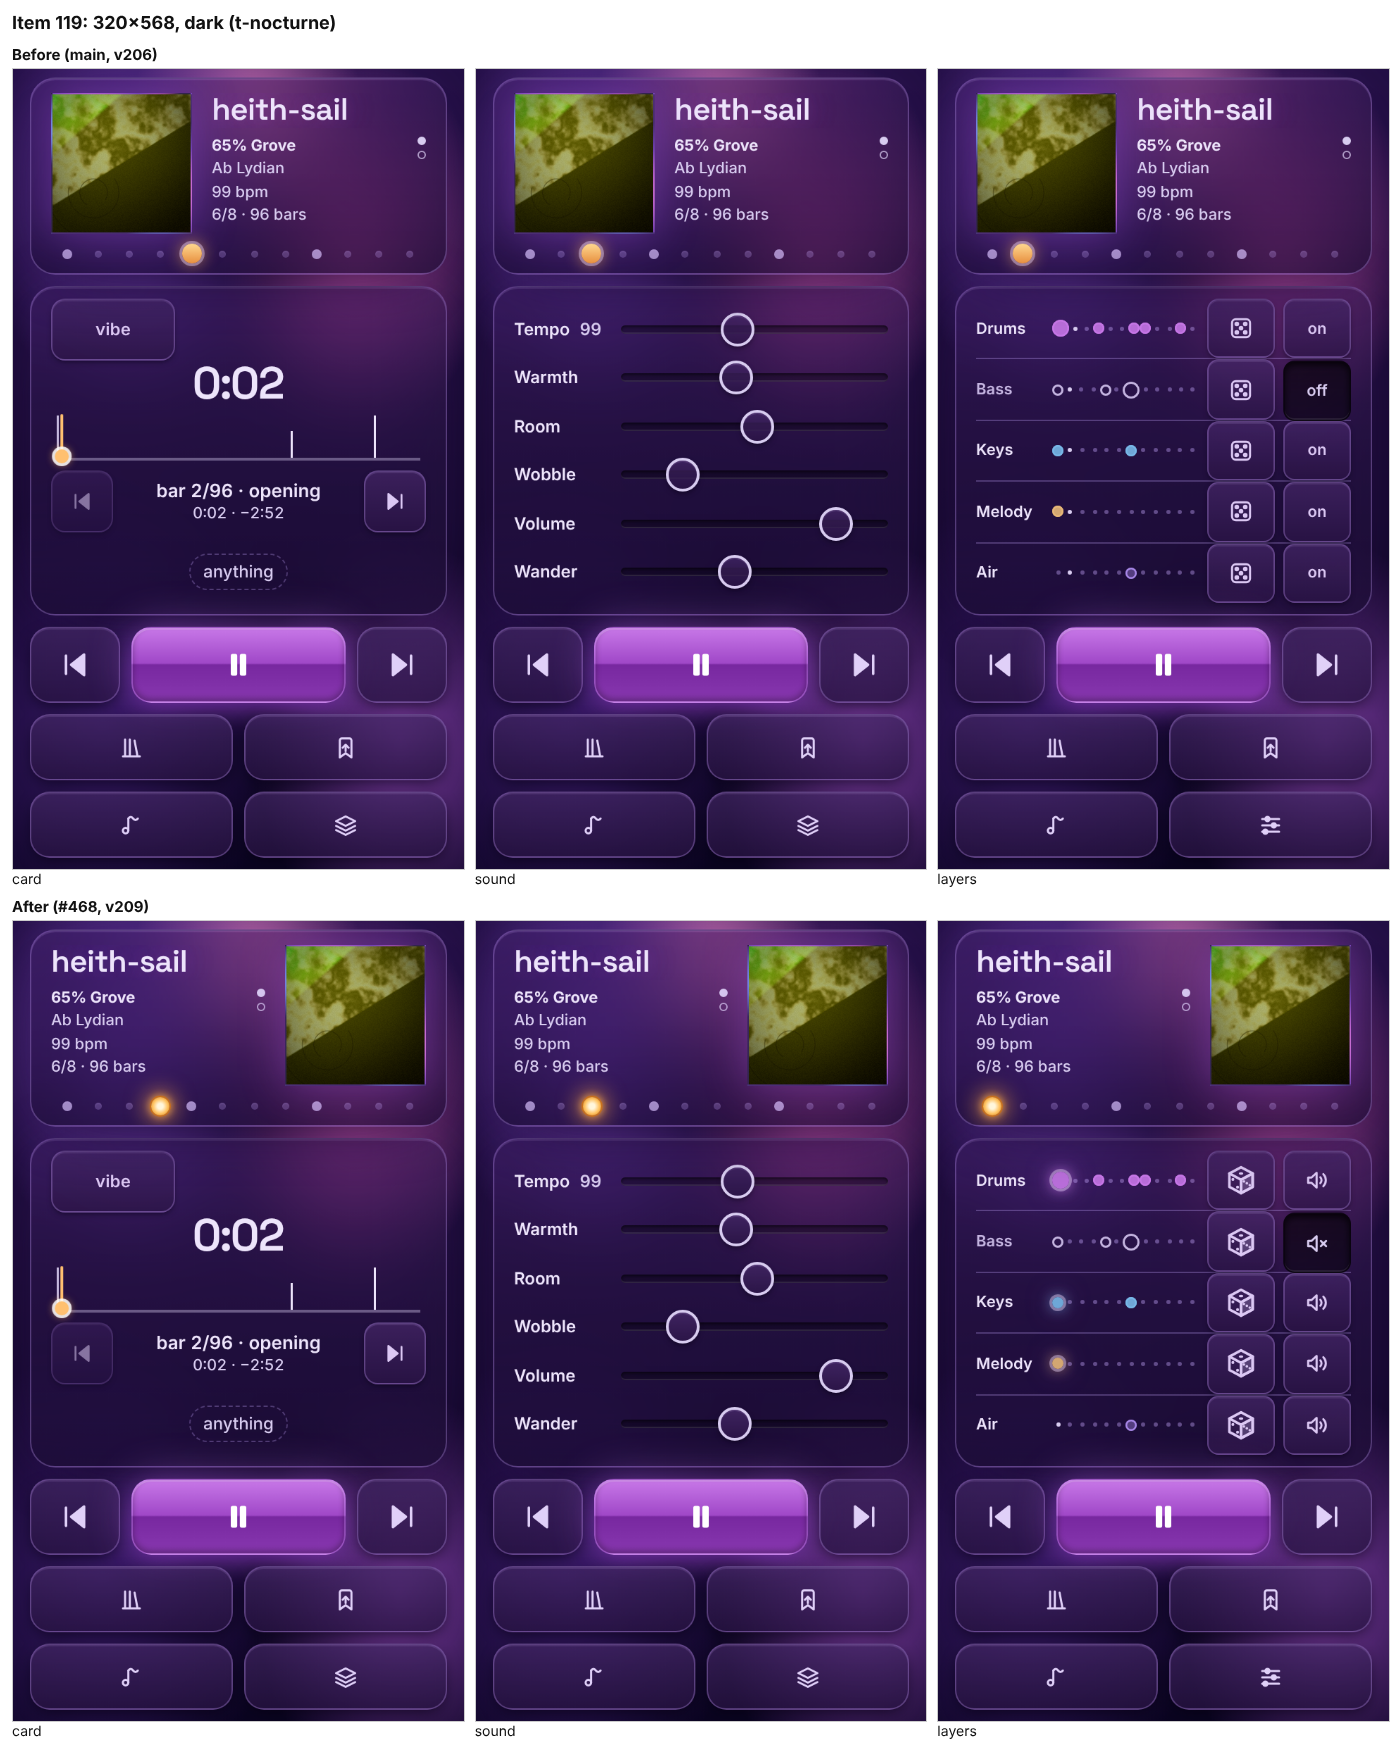 Item 119: 320×568, dark (t-nocturne)
Before (main, v206)
heith-sail
65% Grove
Ab Lydian
99 bpm
6/8 · 96 bars
vibe
0:02
bar 2/96 · opening
0:02 · −2:52
anything
card
heith-sail
65% Grove
Ab Lydian
99 bpm
6/8 · 96 bars
Tempo 99
Warmth
Room
Wobble
Volume
Wander
sound
heith-sail
65% Grove
Ab Lydian
99 bpm
6/8 · 96 bars
Drums on
Bass off
Keys on
Melody on
Air on
layers
After (#468, v209)
heith-sail
65% Grove
Ab Lydian
99 bpm
6/8 · 96 bars
vibe
0:02
bar 2/96 · opening
0:02 · −2:52
anything
card
heith-sail
65% Grove
Ab Lydian
99 bpm
6/8 · 96 bars
Tempo 99
Warmth
Room
Wobble
Volume
Wander
sound
heith-sail
65% Grove
Ab Lydian
99 bpm
6/8 · 96 bars
Drums
Bass
Keys
Melody
Air
layers